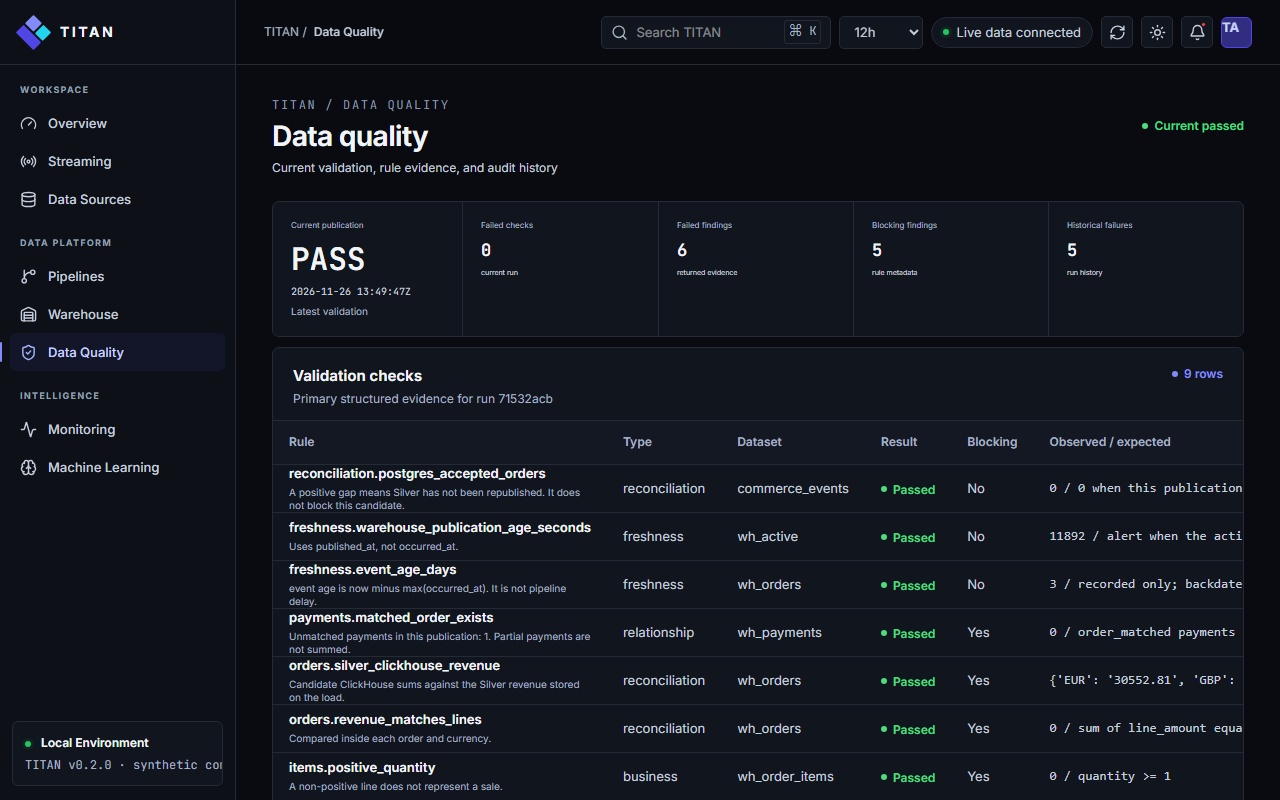 TITAN
TITAN / Data Quality
Search TITAN
⌘ K
12h
Live data connected
TA
WORKSPACE
Overview
Streaming
Data Sources
DATA PLATFORM
Pipelines
Warehouse
Data Quality
INTELLIGENCE
Monitoring
Machine Learning
Local Environment
TITAN v0.2.0 · synthetic con
TITAN / DATA QUALITY
Data quality
Current validation, rule evidence, and audit history
Current passed
Current publication
PASS
2026-11-26 13:49:47Z
Latest validation
Failed checks
0
current run
Failed findings
6
returned evidence
Blocking findings
5
rule metadata
Historical failures
5
run history
Validation checks
Primary structured evidence for run 71532acb
9 rows
Rule Type Dataset Result Blocking Observed / expected
reconciliation.postgres_accepted_orders
A positive gap means Silver has not been republished. It does
not block this candidate.
reconciliation commerce_events Passed No 0 / 0 when this publication
freshness.warehouse_publication_age_seconds
Uses published_at, not occurred_at.
freshness wh_active Passed No 11892 / alert when the acti
freshness.event_age_days
event age is now minus max(occurred_at). It is not pipeline
delay.
freshness wh_orders Passed No 3 / recorded only; backdate
payments.matched_order_exists
Unmatched payments in this publication: 1. Partial payments are
not summed.
relationship wh_payments Passed Yes 0 / order_matched payments
orders.silver_clickhouse_revenue
Candidate ClickHouse sums against the Silver revenue stored
on the load.
reconciliation wh_orders Passed Yes {'EUR': '30552.81', 'GBP':
orders.revenue_matches_lines
Compared inside each order and currency.
reconciliation wh_orders Passed Yes 0 / sum of line_amount equa
items.positive_quantity
A non-positive line does not represent a sale.
business wh_order_items Passed Yes 0 / quantity >= 1